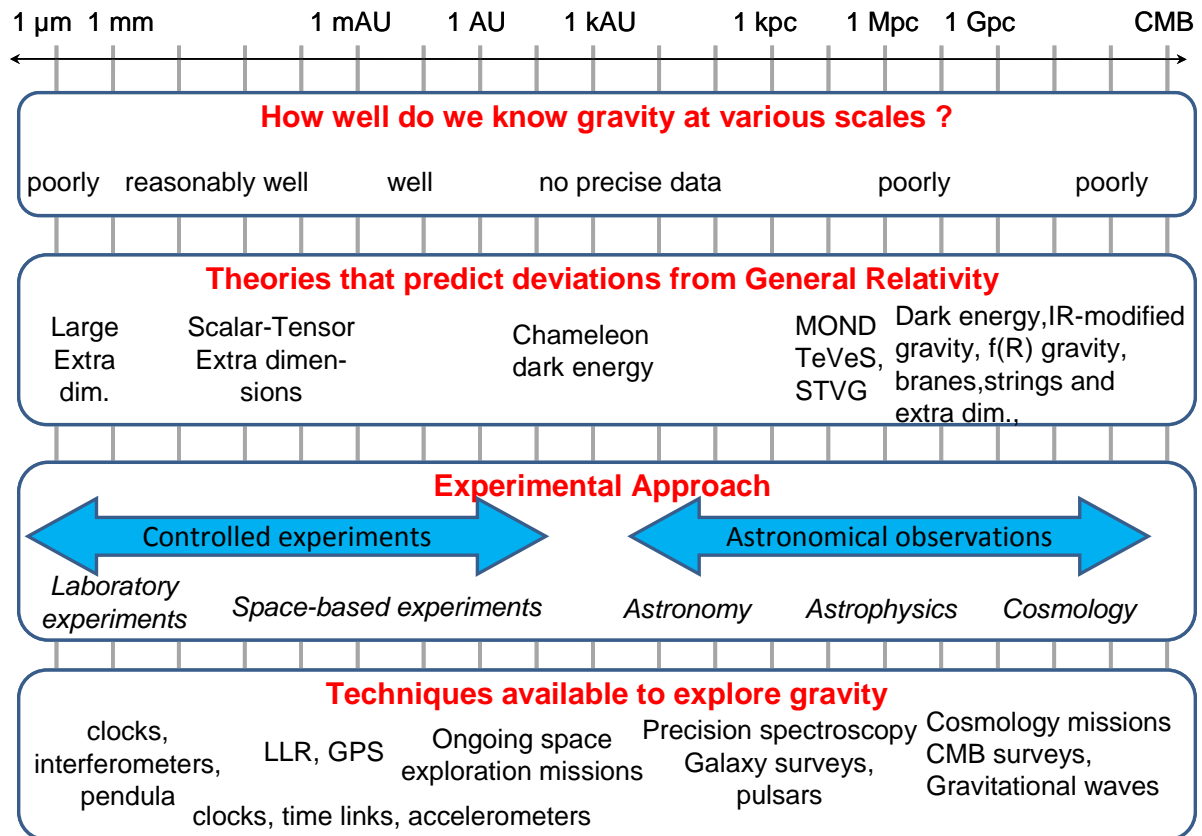 1 μm 1 mm 1 mAU 1 AU 1 kAU 1 kpc 1 Mpc 1 Gpc CMB
How well do we know gravity at various scales ?
poorly reasonably well well no precise data poorly poorly
Theories that predict deviations from General Relativity
Large
Extra
dim.
Scalar-Tensor
Extra dimen-
sions
Chameleon
dark energy
MOND
TeVeS,
STVG
Dark energy,IR-modified
gravity, f(R) gravity,
branes,strings and
extra dim.,
Experimental Approach
Controlled experiments
Astronomical observations
Laboratory
experiments
Space-based experiments
Astronomy
Astrophysics
Cosmology
Techniques available to explore gravity
clocks,
interferometers,
pendula
LLR, GPS
Ongoing space
exploration missions
clocks, time links, accelerometers
Precision spectroscopy
Galaxy surveys,
pulsars
Cosmology missions
CMB surveys,
Gravitational waves